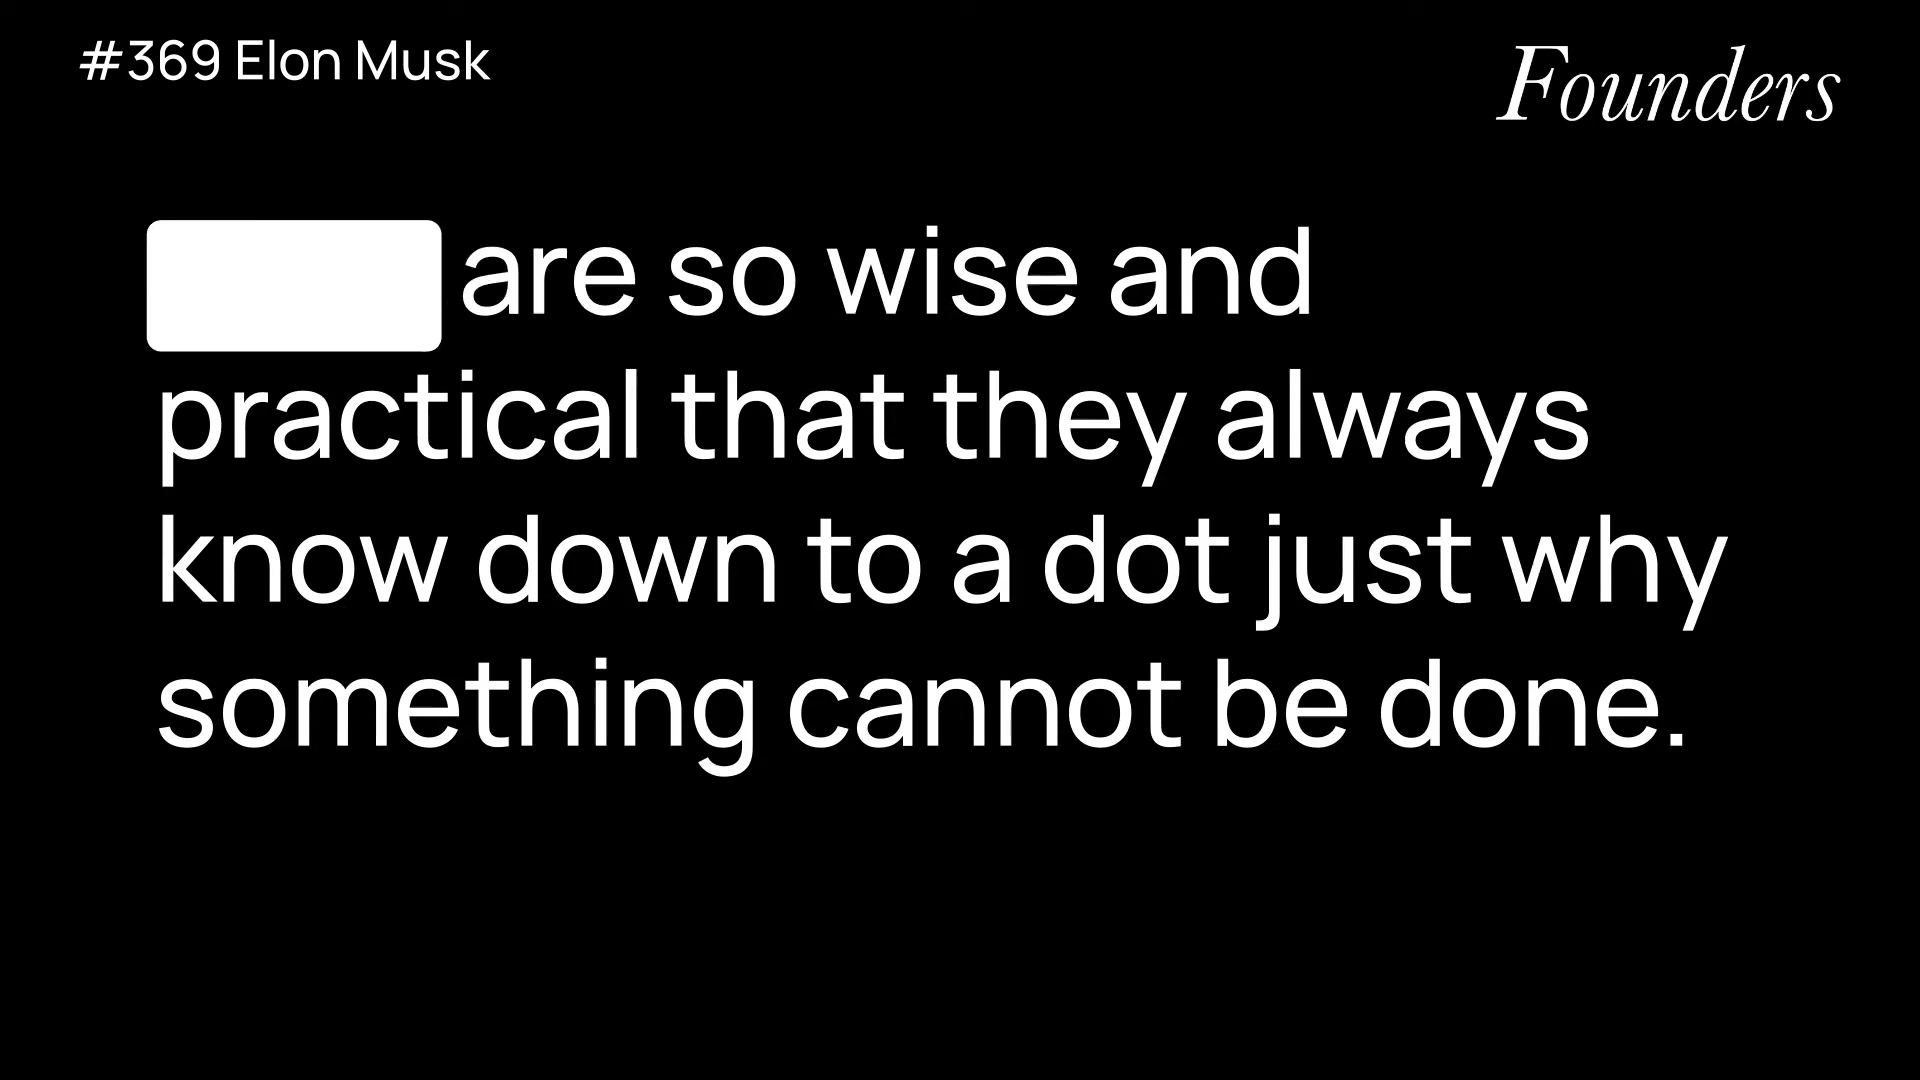 #369 Elon Musk
Founders
are so wise and
practical that they always
know down to a dot just why
something cannot be done.